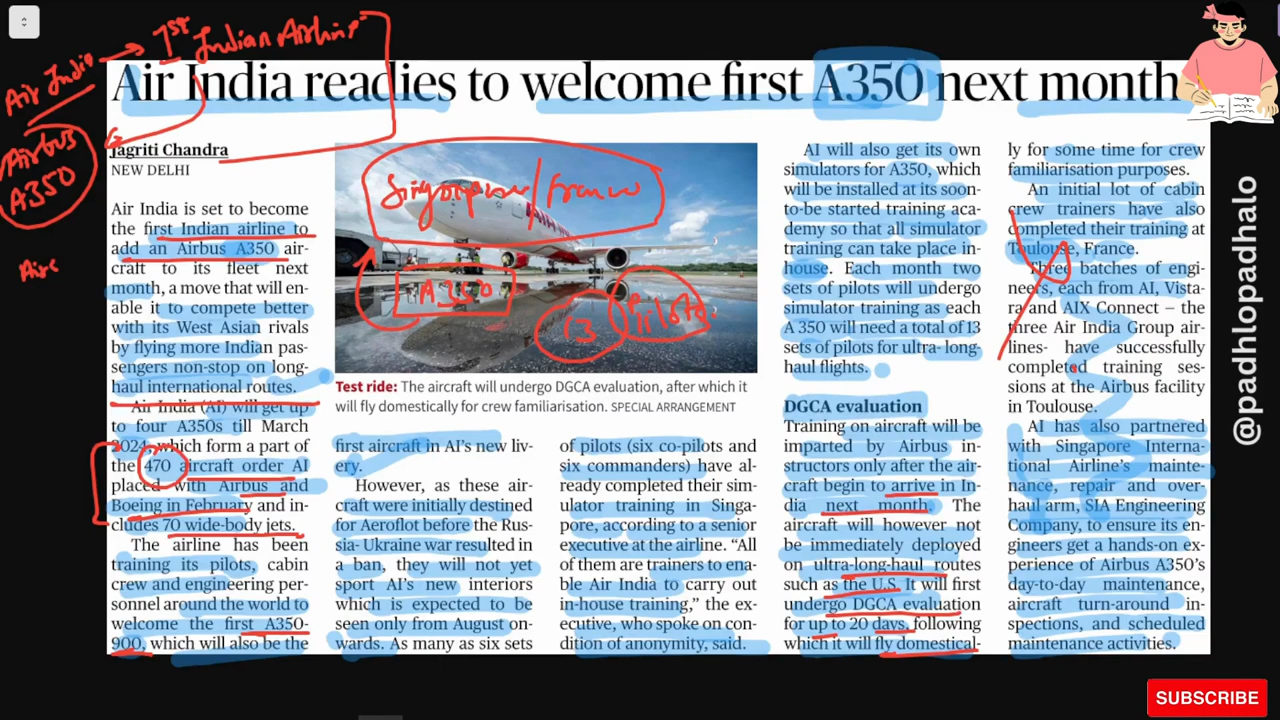 Air India → 1st Indian Airline
Airbus
A350
Air India readies to welcome first A350 next month
Jagriti Chandra
NEW DELHI
Air India is set to become
the first Indian airline to
add an Airbus A350 air-
craft to its fleet next
month, a move that will en-
able it to compete better
with its West Asian rivals
by flying more Indian pas-
sengers non-stop on long-
haul international routes.
Air India (AI) will get up
to four A350s till March
2024, which form a part of
the 470 aircraft order AI
placed with Airbus and
Boeing in February and in-
cludes 70 wide-body jets.
The airline has been
training its pilots, cabin
crew and engineering per-
sonnel around the world to
welcome the first A350-
900, which will also be the
Singapore/France
A350
13 Pilots
Test ride: The aircraft will undergo DGCA evaluation, after which it
will fly domestically for crew familiarisation. SPECIAL ARRANGEMENT
first aircraft in AI's new liv-
ery.
However, as these air-
craft were initially destined
for Aeroflot before the Rus-
sia- Ukraine war resulted in
a ban, they will not yet
sport AI's new interiors
which is expected to be
seen only from August on-
wards. As many as six sets
of pilots (six co-pilots and
six commanders) have al-
ready completed their sim-
ulator training in Singa-
pore, according to a senior
executive at the airline. “All
of them are trainers to ena-
ble Air India to carry out
in-house training,” the ex-
ecutive, who spoke on con-
dition of anonymity, said.
AI will also get its own
simulators for A350, which
will be installed at its soon-
to-be started training aca-
demy so that all simulator
training can take place in-
house. Each month two
sets of pilots will undergo
simulator training as each
A 350 will need a total of 13
sets of pilots for ultra- long-
haul flights.
DGCA evaluation
Training on aircraft will be
imparted by Airbus in-
structors only after the air-
craft begin to arrive in In-
dia next month. The
aircraft will however not
be immediately deployed
on ultra-long-haul routes
such as the U.S. It will first
undergo DGCA evaluation
for up to 20 days, following
which it will fly domestical-
ly for some time for crew
familiarisation purposes.
An initial lot of cabin
crew trainers have also
completed their training at
Toulouse, France.
Three batches of engi-
neers, each from AI, Vista-
ra and AIX Connect – the
three Air India Group air-
lines- have successfully
completed training ses-
sions at the Airbus facility
in Toulouse.
AI has also partnered
with Singapore Interna-
tional Airline's mainte-
nance, repair and over-
haul arm, SIA Engineering
Company, to ensure its en-
gineers get a hands-on ex-
perience of Airbus A350's
day-to-day maintenance,
aircraft turn-around in-
spections, and scheduled
maintenance activities.
@padhlopadhalo
SUBSCRIBE